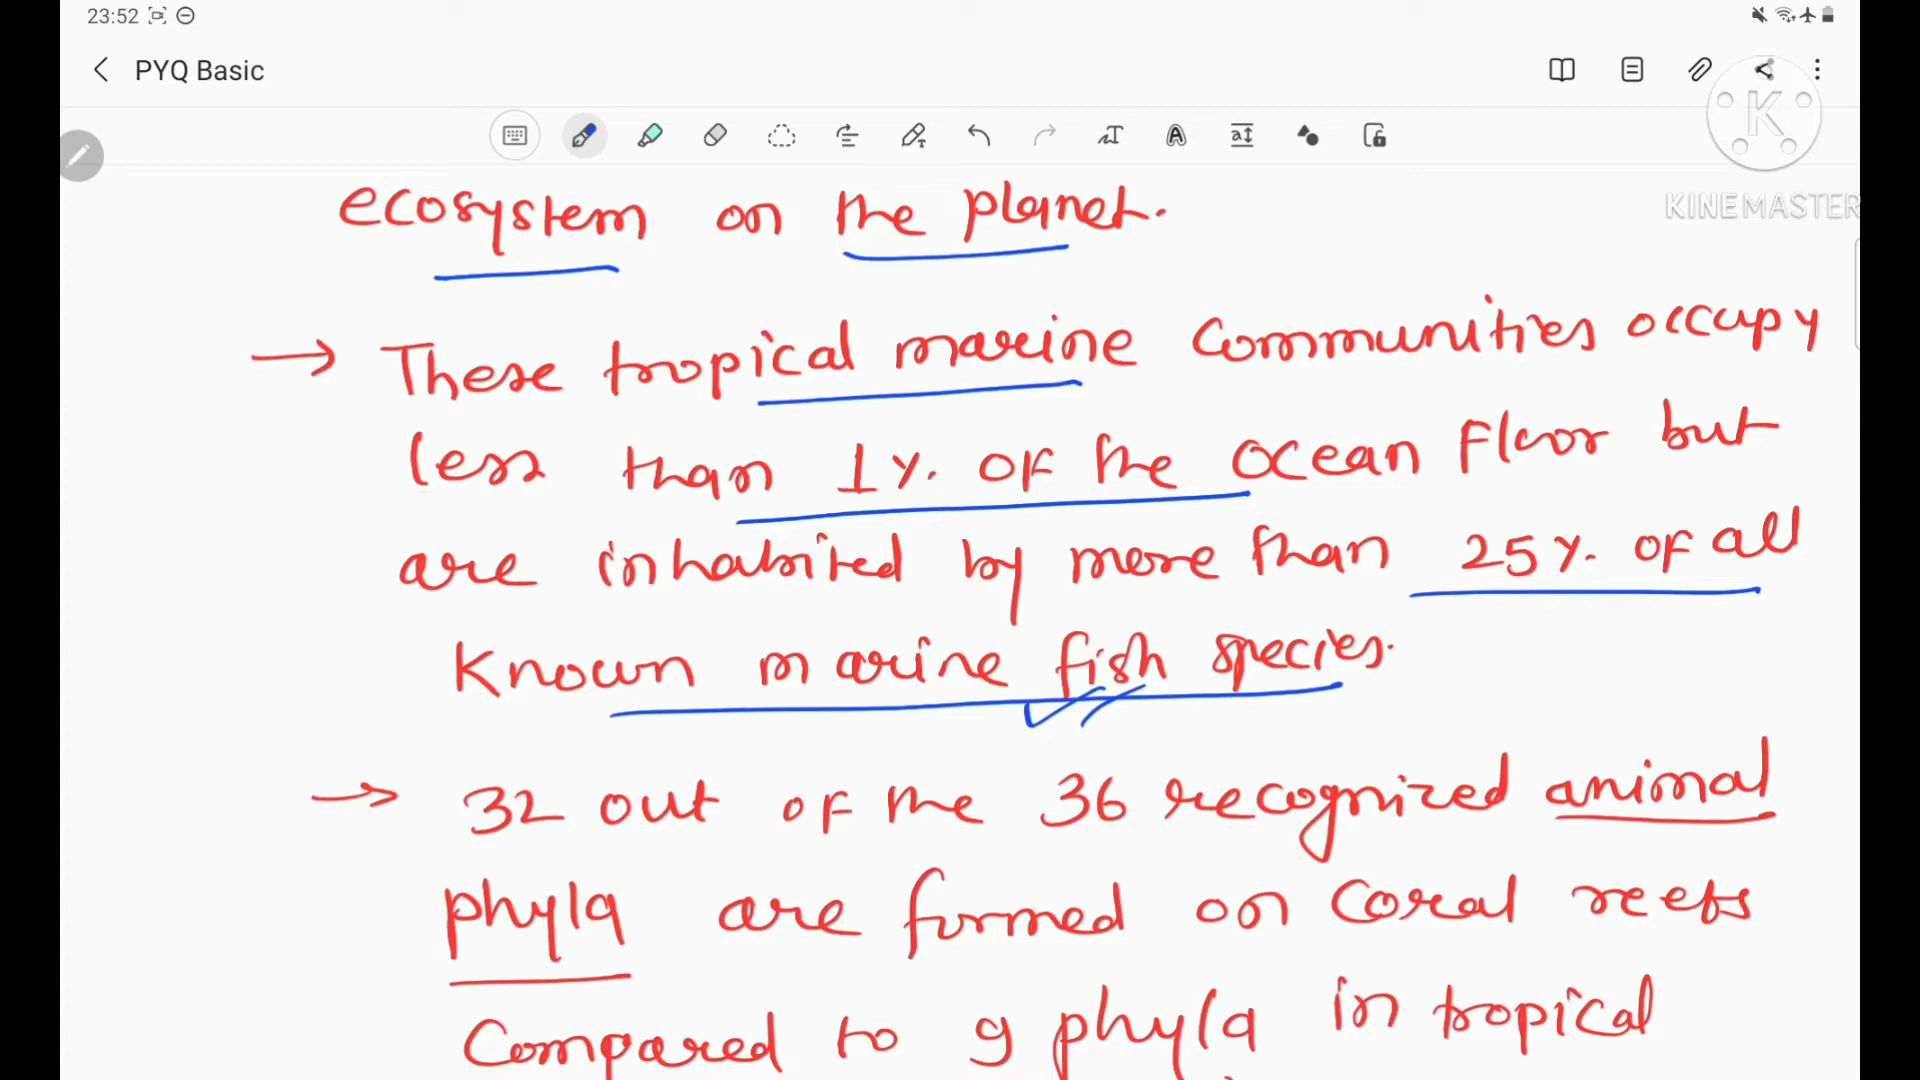 23:52
PYQ Basic
KINEMASTER
ecosystem on the planet.
→ These tropical marine Communities occupy
less than 1%. of the ocean Floor but
are inhabited by more than 25%. of all
Known marine fish species.
→ 32 out of the 36 recognized animal
phyla are formed on Coral reefs
Compared to 9 phyla in tropical